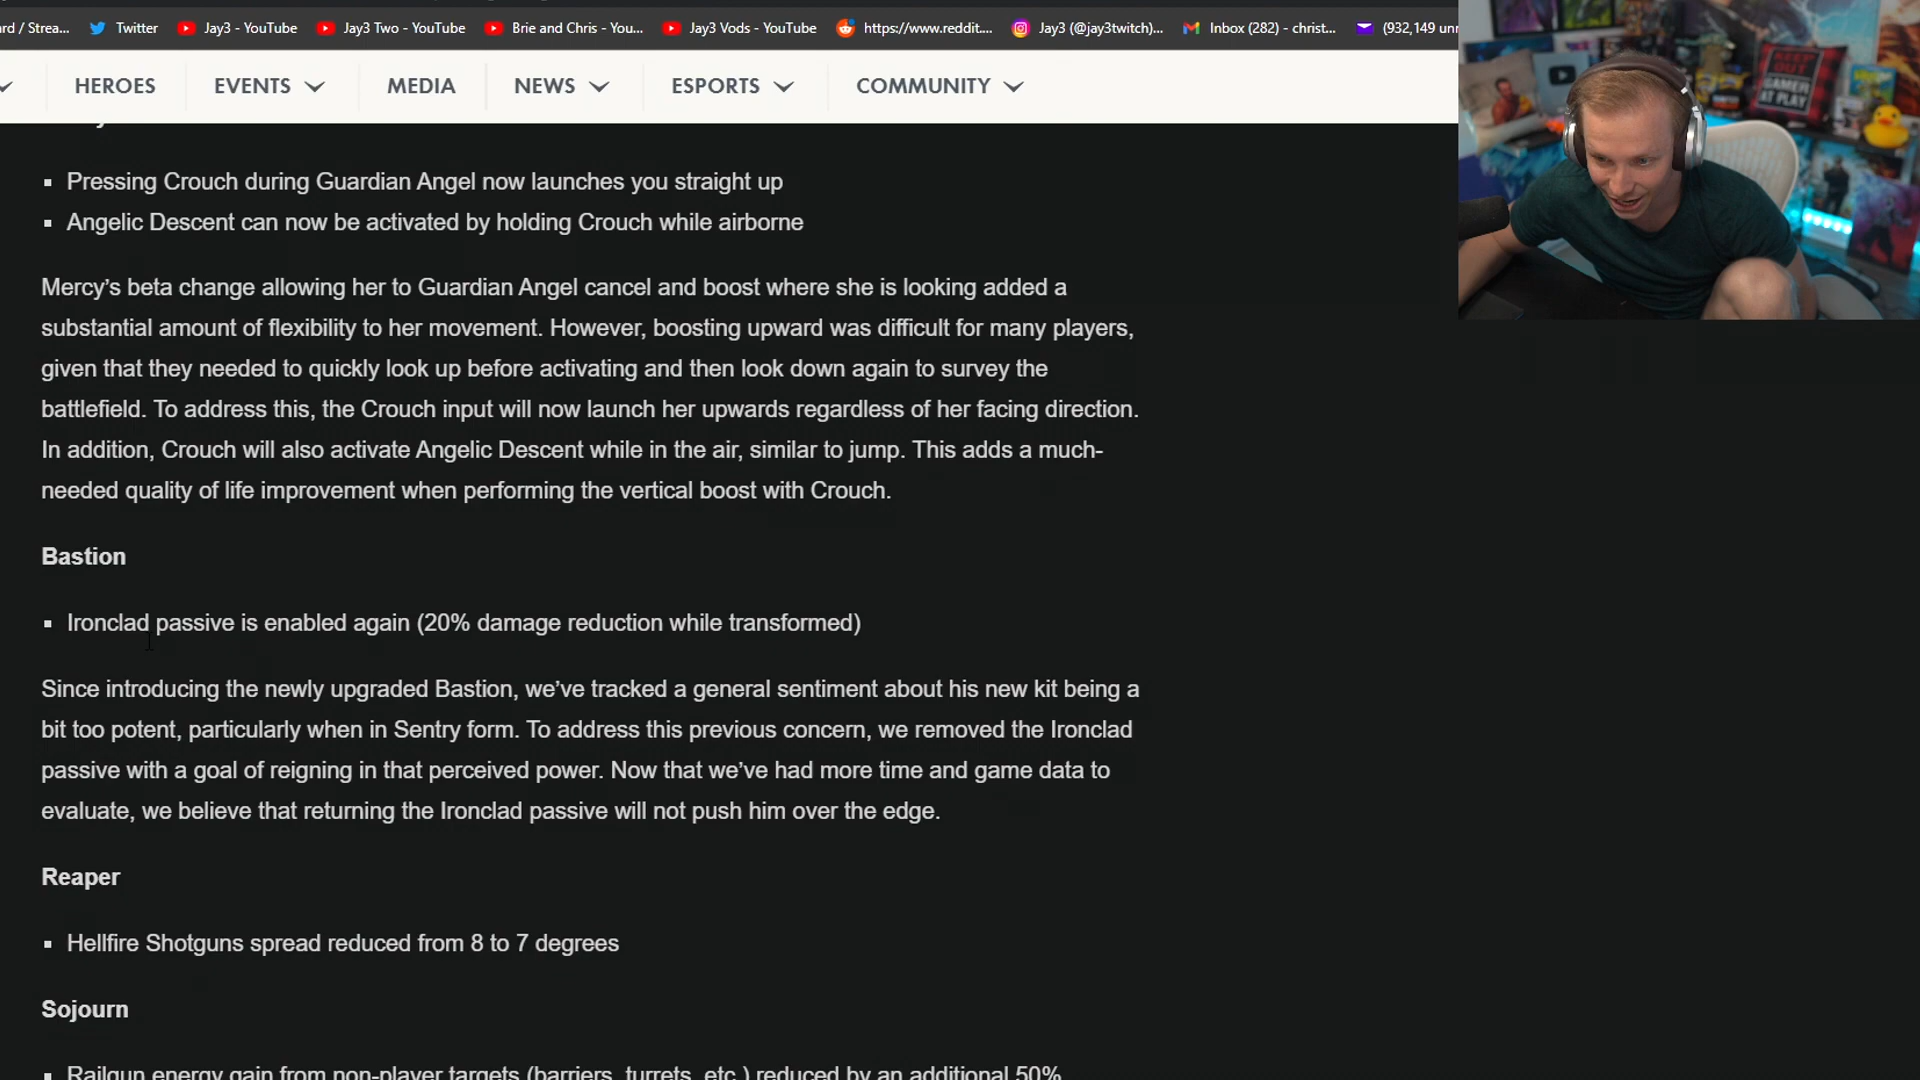 rd / Strea... Twitter Jay3 - YouTube Jay3 Two - YouTube Brie and Chris - You... Jay3 Vods - YouTube https://www.reddit.... Jay3 (@jay3twitch)... Inbox (282) - christ... (932,149 unr
HEROES EVENTS MEDIA NEWS ESPORTS COMMUNITY
KEEP OUT GAMER AT PLAY
▪ Pressing Crouch during Guardian Angel now launches you straight up
▪ Angelic Descent can now be activated by holding Crouch while airborne
Mercy’s beta change allowing her to Guardian Angel cancel and boost where she is looking added a
substantial amount of flexibility to her movement. However, boosting upward was difficult for many players,
given that they needed to quickly look up before activating and then look down again to survey the
battlefield. To address this, the Crouch input will now launch her upwards regardless of her facing direction.
In addition, Crouch will also activate Angelic Descent while in the air, similar to jump. This adds a much-
needed quality of life improvement when performing the vertical boost with Crouch.
Bastion
▪ Ironclad passive is enabled again (20% damage reduction while transformed)
Since introducing the newly upgraded Bastion, we’ve tracked a general sentiment about his new kit being a
bit too potent, particularly when in Sentry form. To address this previous concern, we removed the Ironclad
passive with a goal of reigning in that perceived power. Now that we’ve had more time and game data to
evaluate, we believe that returning the Ironclad passive will not push him over the edge.
Reaper
▪ Hellfire Shotguns spread reduced from 8 to 7 degrees
Sojourn
▪ Railgun energy gain from non-player targets (barriers, turrets, etc.) reduced by an additional 50%